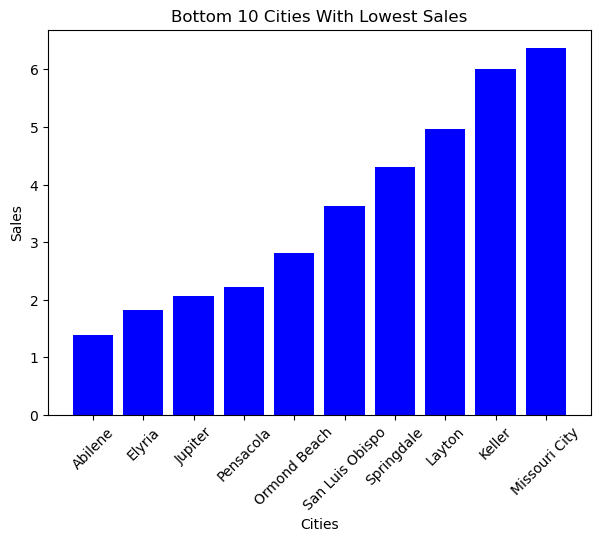 Bottom 10 Cities With Lowest Sales
6
5
4
3
2
1
0
Sales
Abilene
Elyria
Jupiter
Pensacola
Ormond Beach
San Luis Obispo
Springdale
Layton
Keller
Missouri City
Cities